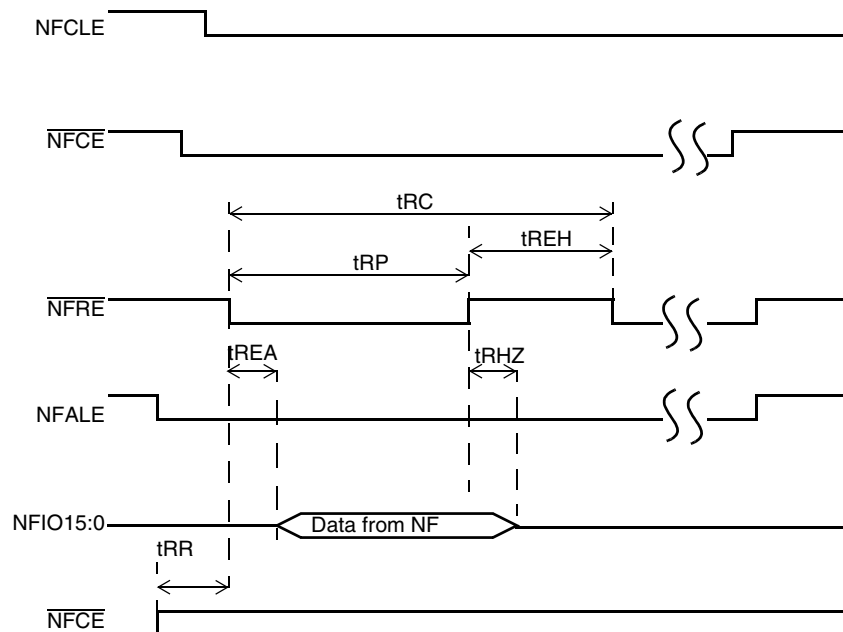 NFCLE
NFCE
tRC
tREH
tRP
NFRE
tREA
tRHZ
NFALE
NFIO15:0
Data from NF
tRR
NFCE